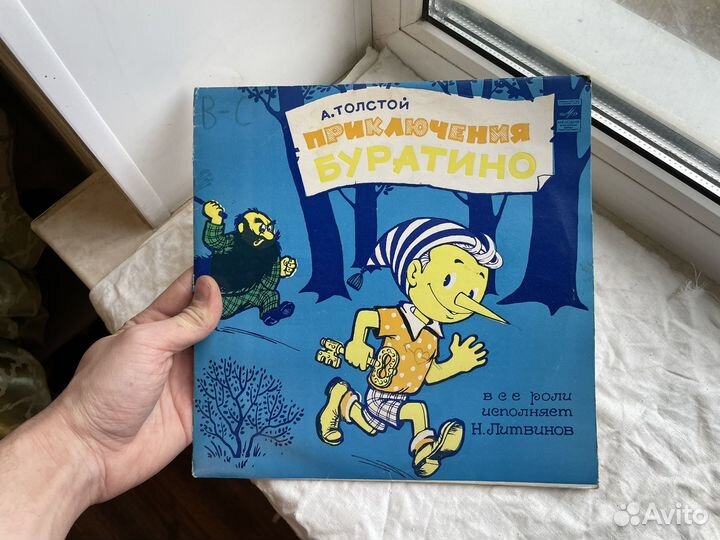 В-С
А.ТОЛСТОЙ
ПРИКЛЮЧЕНИЯ
БУРАТИНО
все роли
исполняет
Н. Литвинов
Avito